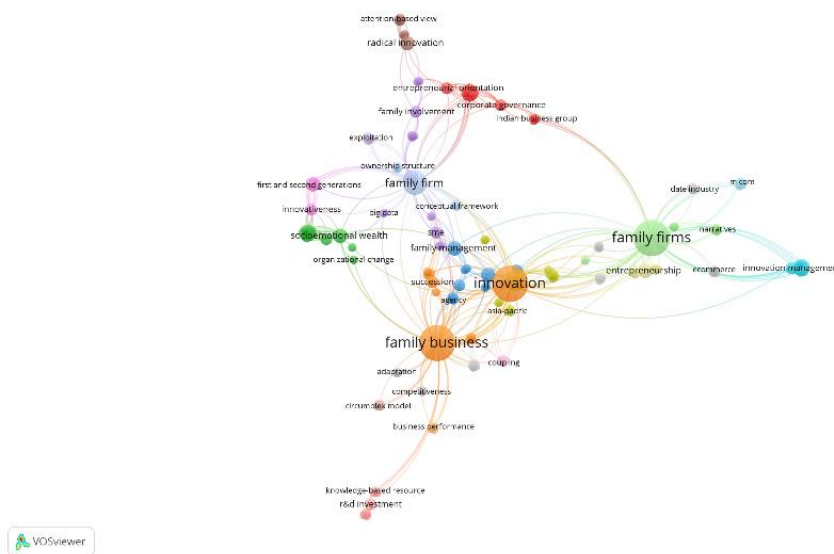 attention-based view
radical innovation
entrepreneurial orientation
corporate governance
family involvement
indian business group
exploitation
ownership structure
family firm
first and second generations
m com
date industry
big data
conceptual framework
innovativeness
sme
narratives
socioemotional wealth
family firms
family management
organizational change
entrepreneurship
ecommerce
innovation managemen
succession
innovation
agency
asia-pacific
family business
coupling
adaptation
competitiveness
circumplex model
business performance
knowledge-based resource
r&d investment
VOSviewer